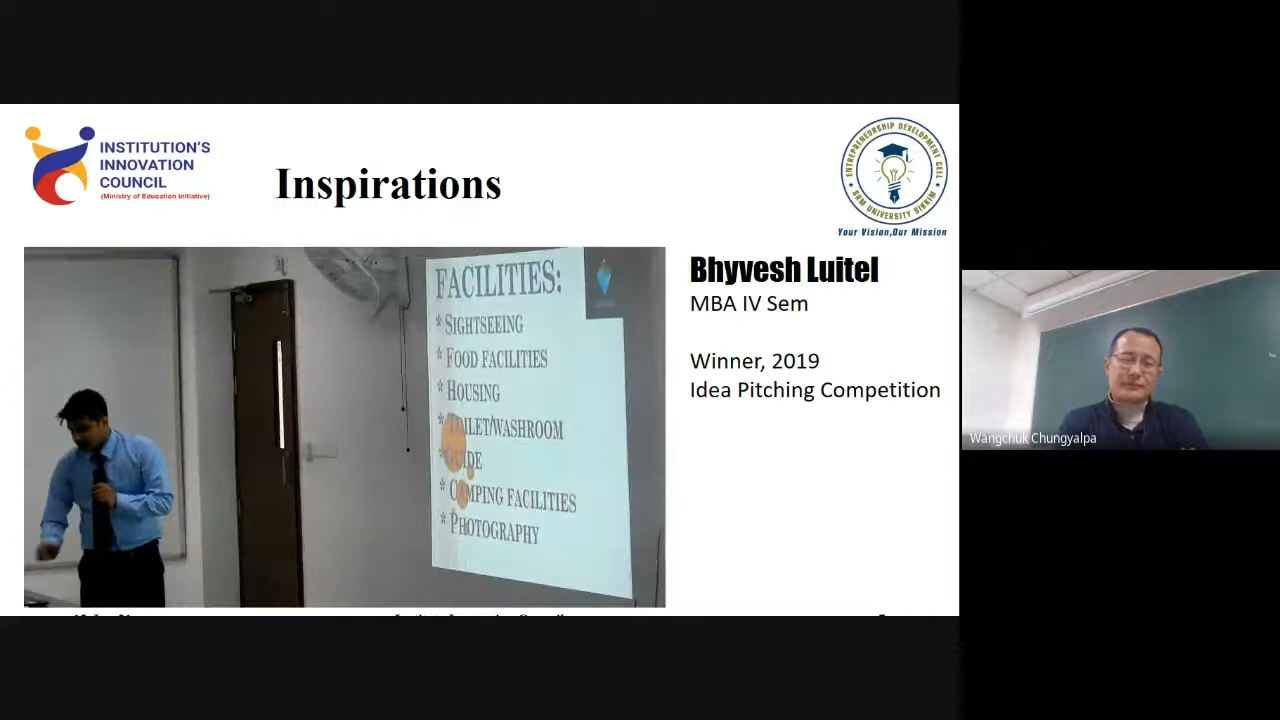 INSTITUTION'S
INNOVATION
COUNCIL
(Ministry of Education Initiative)
Inspirations
ENTREPRENEURSHIP DEVELOPMENT CELL
SRM UNIVERSITY SIKKIM
Your Vision,Our Mission
FACILITIES:
* SIGHTSEEING
* FOOD FACILITIES
* HOUSING
* TOILET/WASHROOM
* GUIDE
* CAMPING FACILITIES
* PHOTOGRAPHY
Bhyvesh Luitel
MBA IV Sem
Winner, 2019
Idea Pitching Competition
Wangchuk Chungyalpa